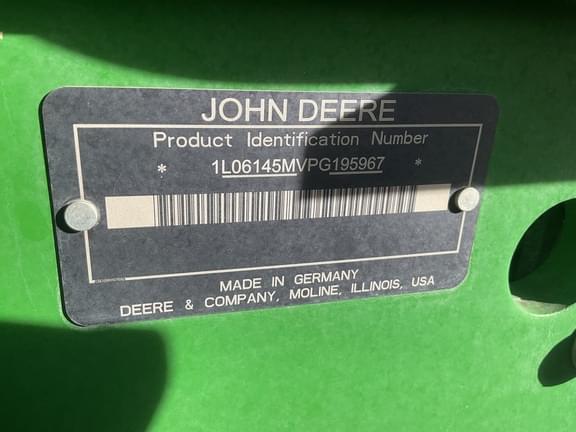 JOHN DEERE
Product Identification Number
* 1L06145MVPG195967 *
MADE IN GERMANY
DEERE & COMPANY, MOLINE, ILLINOIS, USA